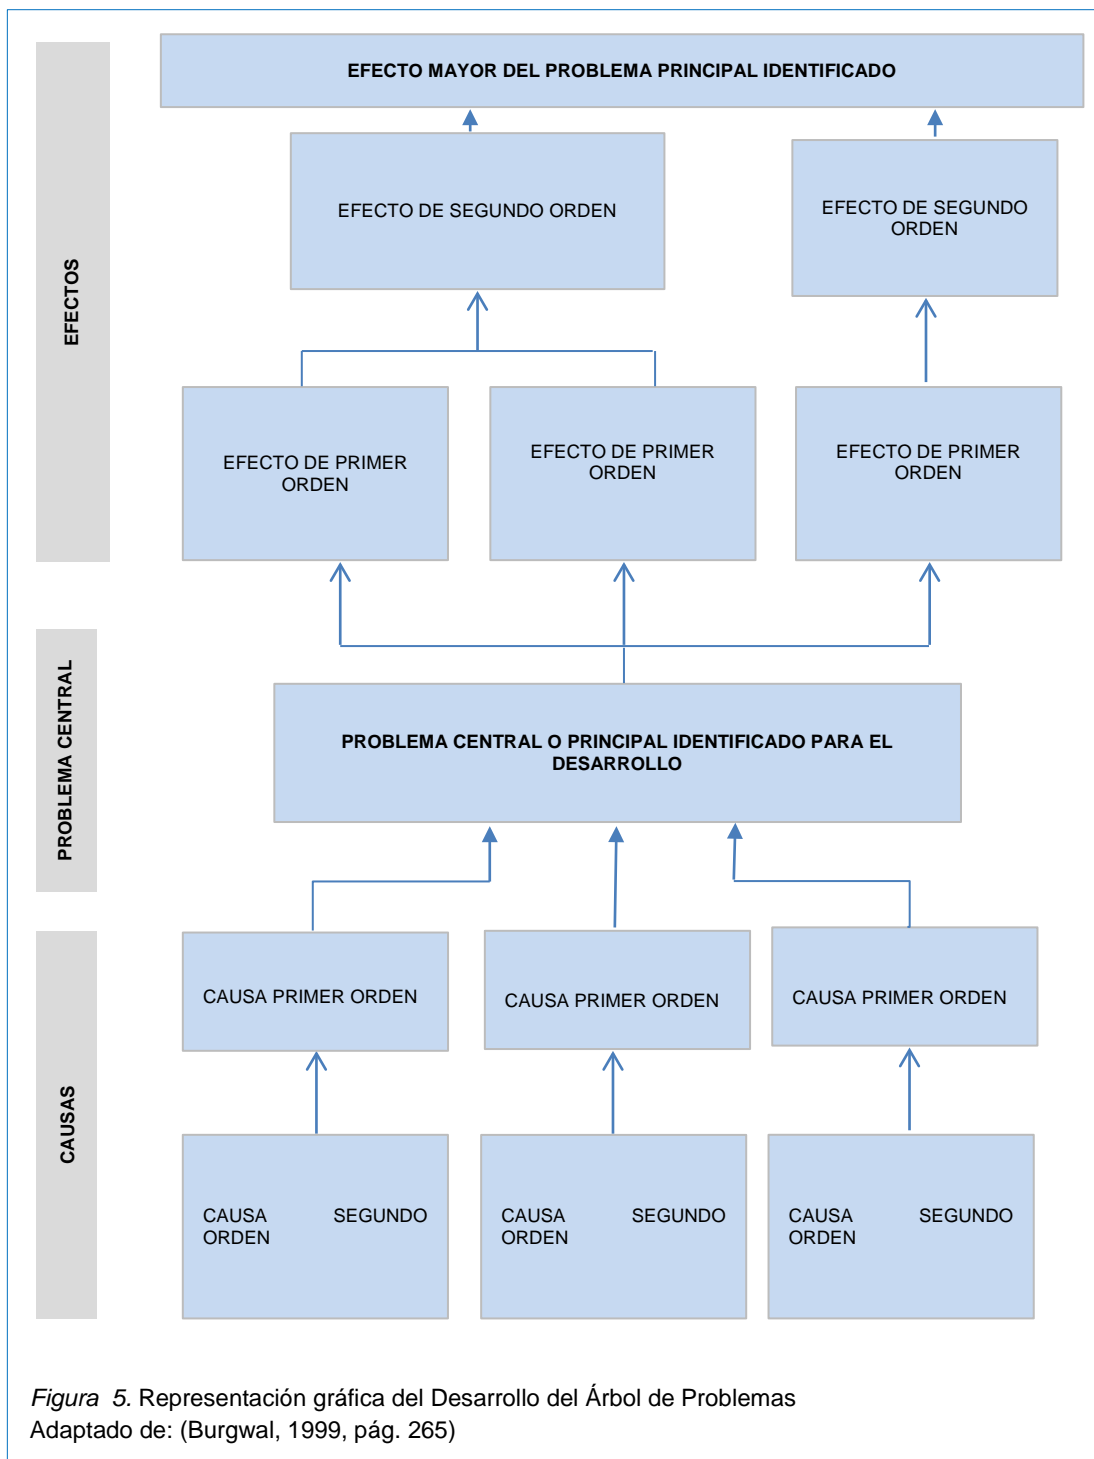 EFECTOS
EFECTO MAYOR DEL PROBLEMA PRINCIPAL IDENTIFICADO
EFECTO DE SEGUNDO ORDEN
EFECTO DE SEGUNDO
ORDEN
EFECTO DE PRIMER
ORDEN
EFECTO DE PRIMER
ORDEN
EFECTO DE PRIMER
ORDEN
PROBLEMA CENTRAL
PROBLEMA CENTRAL O PRINCIPAL IDENTIFICADO PARA EL
DESARROLLO
CAUSAS
CAUSA PRIMER ORDEN
CAUSA PRIMER ORDEN
CAUSA PRIMER ORDEN
CAUSA SEGUNDO
ORDEN
CAUSA SEGUNDO
ORDEN
CAUSA SEGUNDO
ORDEN
Figura 5. Representación gráfica del Desarrollo del Árbol de Problemas
Adaptado de: (Burgwal, 1999, pág. 265)